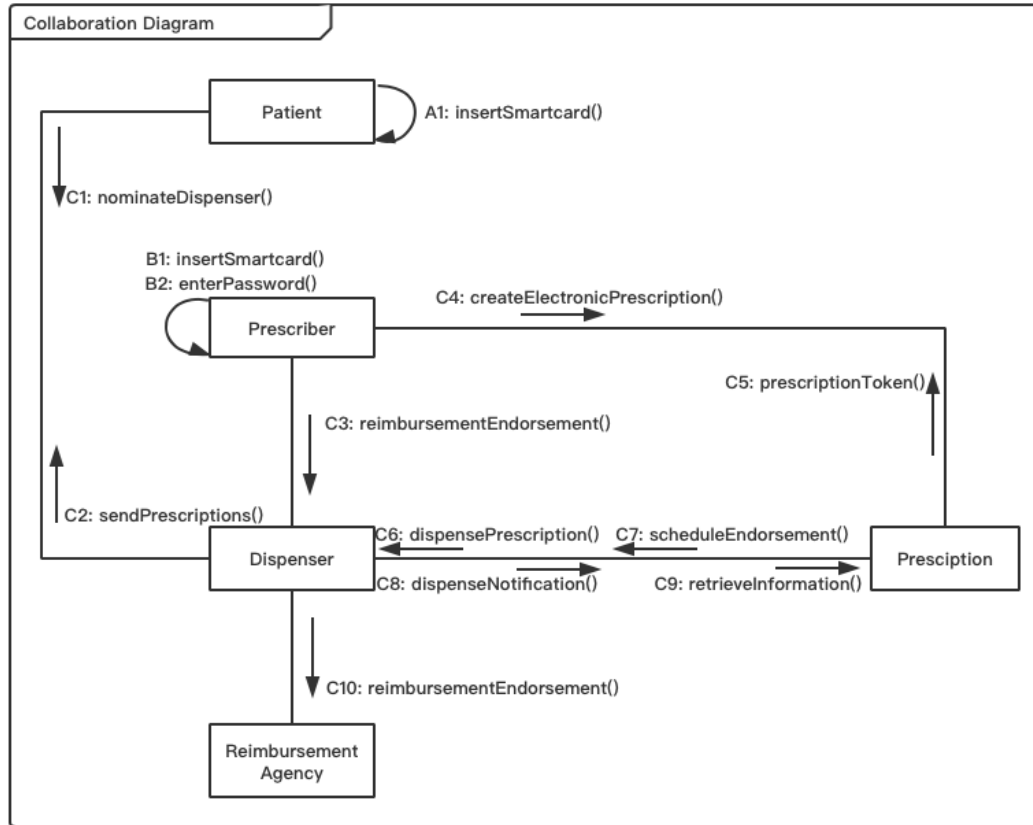 Collaboration Diagram
Patient
A1: insertSmartcard()
C1: nominateDispenser()
B1: insertSmartcard()
B2: enterPassword()
C4: createElectronicPrescription()
Prescriber
C5: prescriptionToken()
C3: reimbursementEndorsement()
C2: sendPrescriptions()
C6: dispensePrescription()
C7: scheduleEndorsement()
Dispenser
Presciption
C8: dispenseNotification()
C9: retrieveInformation()
C10: reimbursementEndorsement()
Reimbursement
Agency